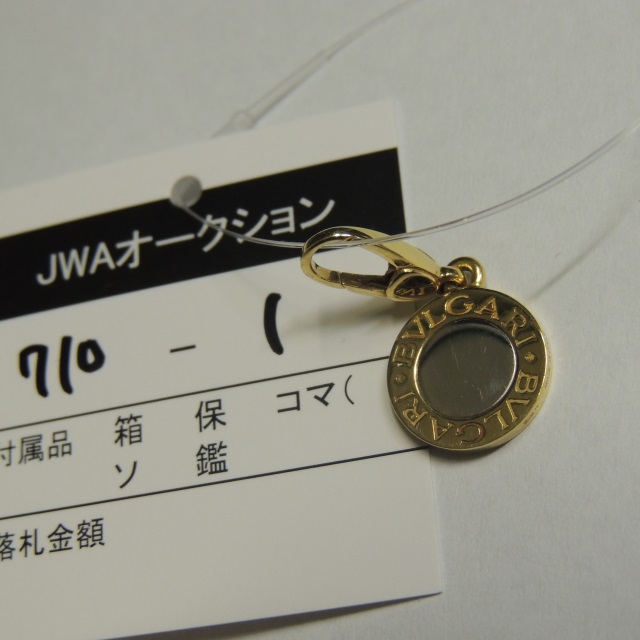 JWAオークション
710 - 1
付属品 箱 保 コマ(
ソ 鑑
落札金額
BVLGARI • BVLGARI •